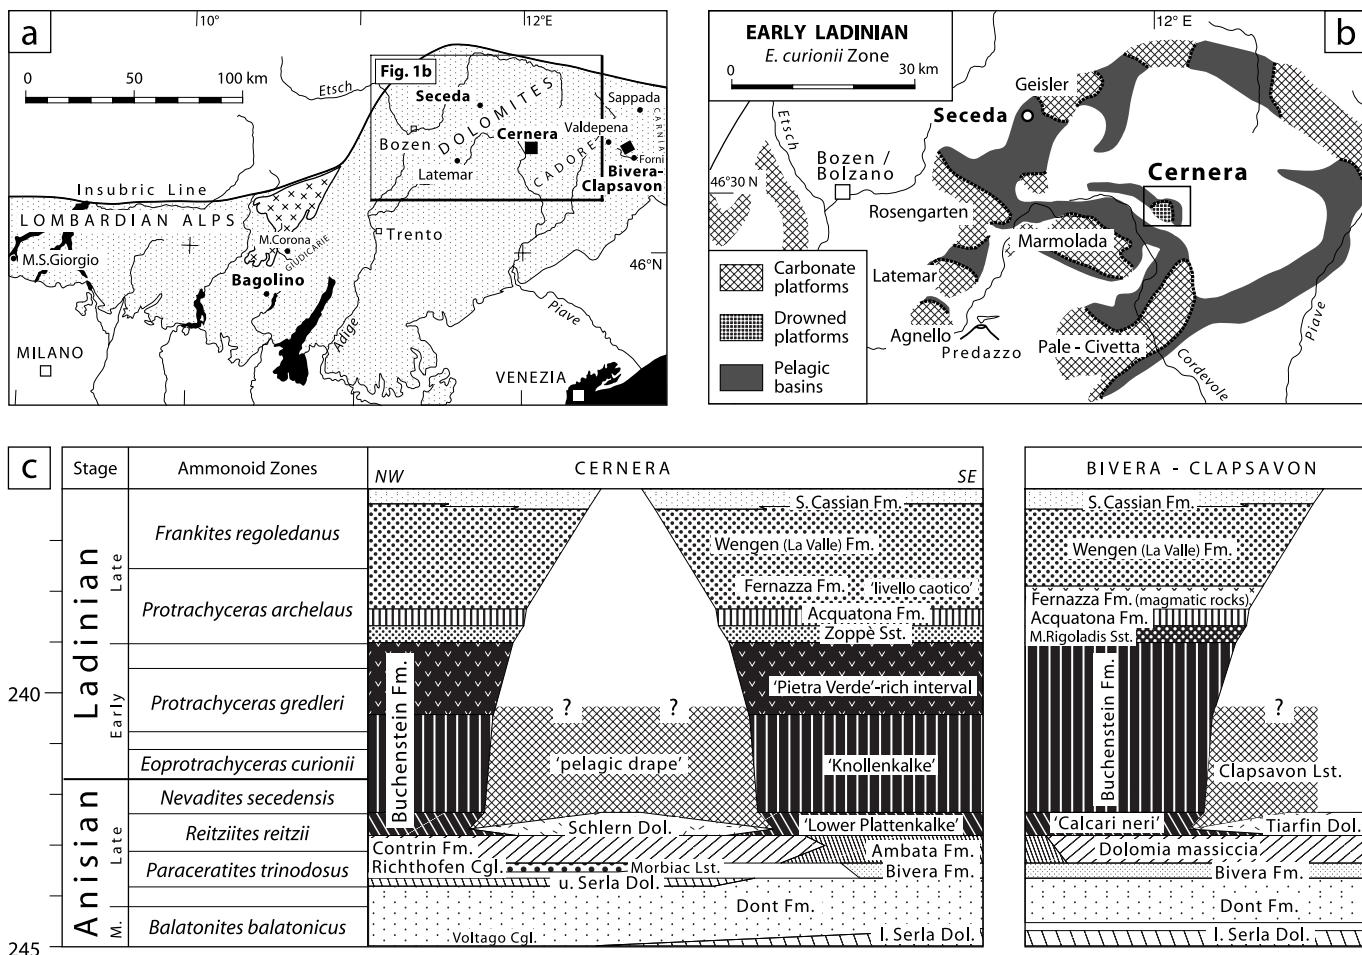 a
10°
12°E
0 50 100 km
Fig. 1b
Etsch
Seceda
DOLOMITES
Sappada
CARNIA
Bozen
Cernera
Valdepena
Forni
CADORE
Latemar
Bivera-
Clapsavon
Insubric Line
LOMBARDIAN ALPS
Trento
M.Corona
GIUDICARIE
46°N
M.S.Giorgio
Bagolino
Adige
Piave
MILANO
VENEZIA
b
12° E
EARLY LADINIAN
E. curionii Zone
0 30 km
Geisler
Seceda
Etsch
Bozen /
Bolzano
Cernera
46°30 N
Rosengarten
Marmolada
Carbonate
platforms
Latemar
Drowned
platforms
Agnello
Predazzo
Pale - Civetta
Piave
Cordevole
Pelagic
basins
c
Stage
Ammonoid Zones
NW
CERNERA
SE
BIVERA - CLAPSAVON
Ladinian
Late
Early
Anisian
Late
M.
240
245
Frankites regoledanus
Protrachyceras archelaus
Protrachyceras gredleri
Eoprotrachyceras curionii
Nevadites secedensis
Reitziites reitzii
Paraceratites trinodosus
Balatonites balatonicus
S. Cassian Fm.
Wengen (La Valle) Fm.
Fernazza Fm.
'livello caotico'
Acquatona Fm.
Zoppè Sst.
Buchenstein Fm.
'Pietra Verde'-rich interval
? ?
'pelagic drape'
'Knollenkalke'
Schlern Dol.
'Lower Plattenkalke'
Contrin Fm.
Ambata Fm.
Richthofen Cgl.
Morbiac Lst.
Bivera Fm.
u. Serla Dol.
Dont Fm.
Voltago Cgl.
l. Serla Dol.
S. Cassian Fm.
Wengen (La Valle) Fm.
Fernazza Fm. (magmatic rocks)
Acquatona Fm.
M.Rigoladis Sst.
Buchenstein Fm.
?
Clapsavon Lst.
'Calcari neri'
Tiarfin Dol.
Dolomia massiccia
Bivera Fm.
Dont Fm.
l. Serla Dol.